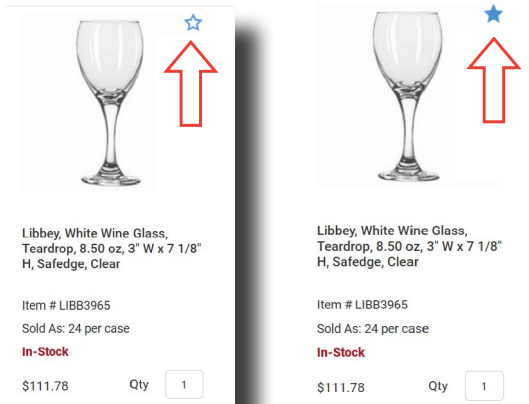 Libbey, White Wine Glass,
Teardrop, 8.50 oz, 3" W x 7 1/8"
H, Safedge, Clear
Item # LIBB3965
Sold As: 24 per case
In-Stock
$111.78 Qty 1
Libbey, White Wine Glass,
Teardrop, 8.50 oz, 3" W x 7 1/8"
H, Safedge, Clear
Item # LIBB3965
Sold As: 24 per case
In-Stock
$111.78 Qty 1